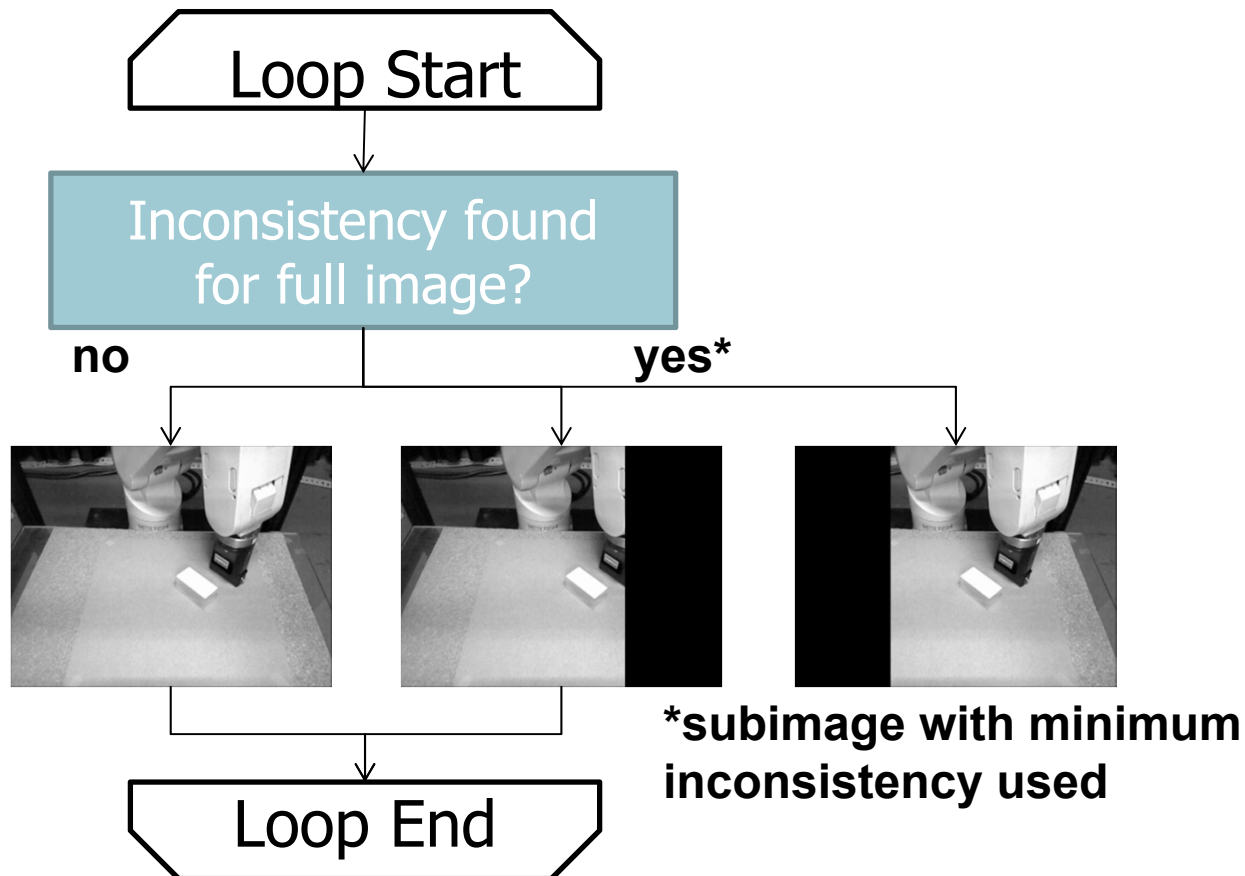 Loop Start
Inconsistency found
for full image?
no
yes*
*subimage with minimum
inconsistency used
Loop End